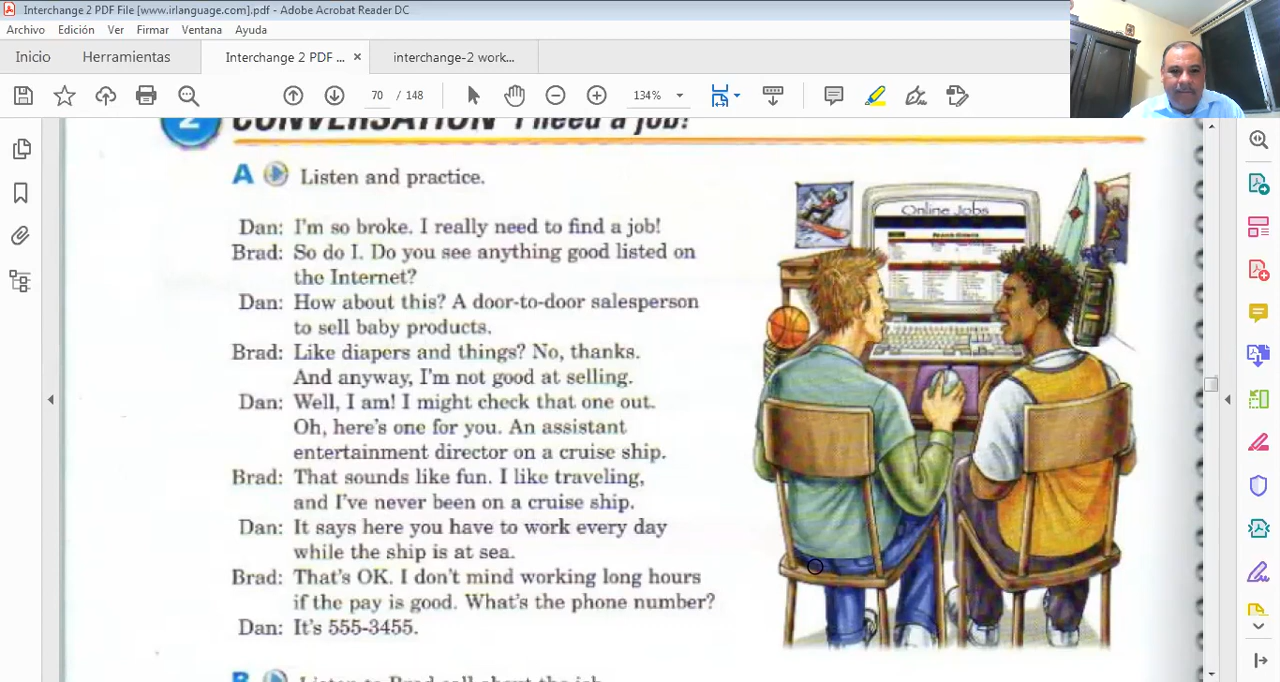 Interchange 2 PDF File [www.irlanguage.com].pdf - Adobe Acrobat Reader DC
Archivo Edición Ver Firmar Ventana Ayuda
Inicio Herramientas Interchange 2 PDF ... × interchange-2 work...
70 / 148 134%
2 CONVERSATION I need a job!
A Listen and practice.
Dan: I'm so broke. I really need to find a job!
Brad: So do I. Do you see anything good listed on
the Internet?
Dan: How about this? A door-to-door salesperson
to sell baby products.
Brad: Like diapers and things? No, thanks.
And anyway, I'm not good at selling.
Dan: Well, I am! I might check that one out.
Oh, here's one for you. An assistant
entertainment director on a cruise ship.
Brad: That sounds like fun. I like traveling,
and I've never been on a cruise ship.
Dan: It says here you have to work every day
while the ship is at sea.
Brad: That's OK. I don't mind working long hours
if the pay is good. What's the phone number?
Dan: It's 555-3455.
B Listen to Brad call about the job.
Online Jobs